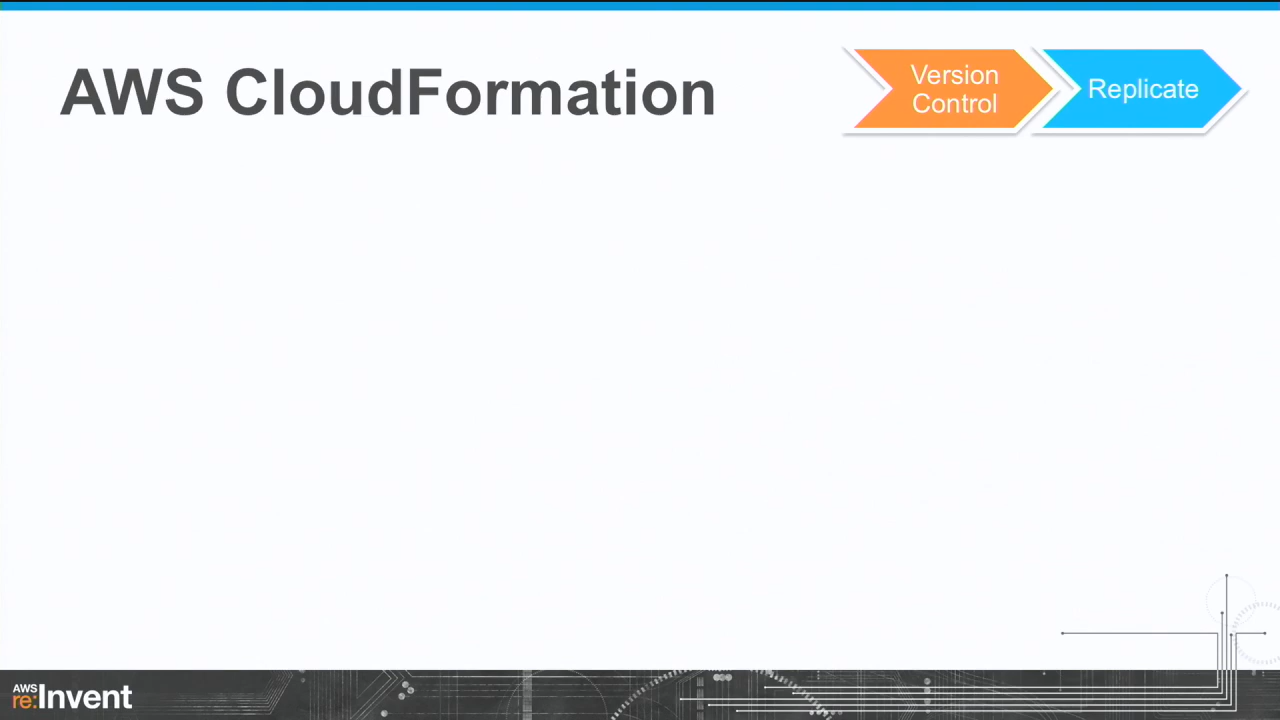 AWS CloudFormation
Version
Control
Replicate
AWS
re:Invent